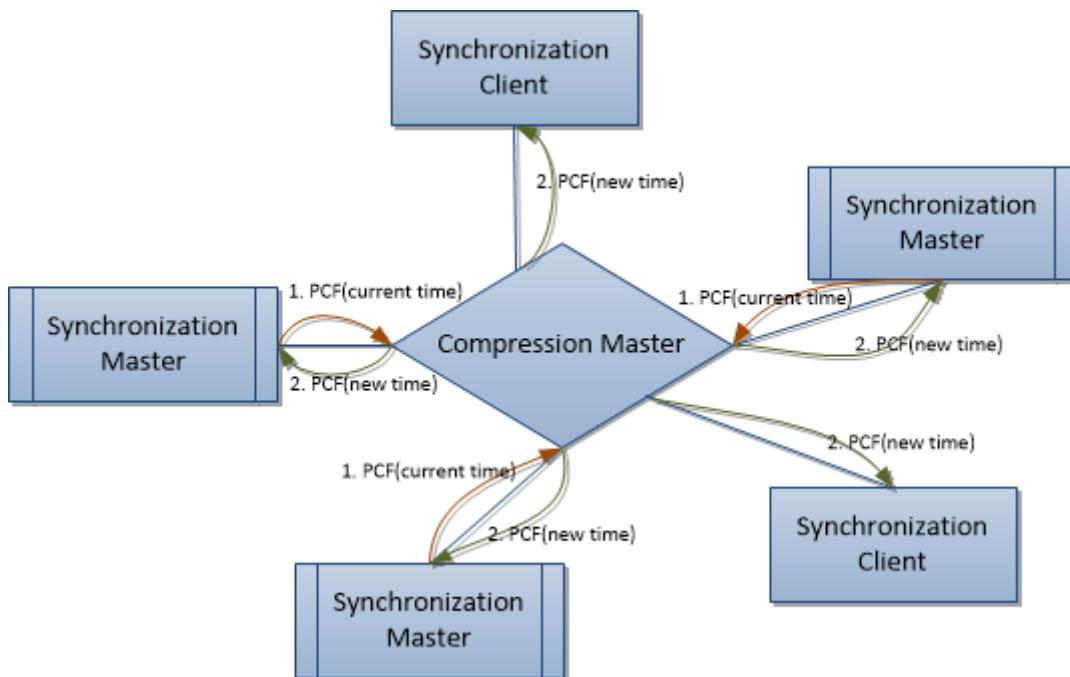 Synchronization
Client
2. PCF(new time)
Synchronization
Master
1. PCF(current time)
1. PCF(current time)
Synchronization
Master
Compression Master
2. PCF(new time)
2. PCF(new time)
2. PCF(new time)
1. PCF(current time)
2. PCF(new time)
Synchronization
Client
Synchronization
Master